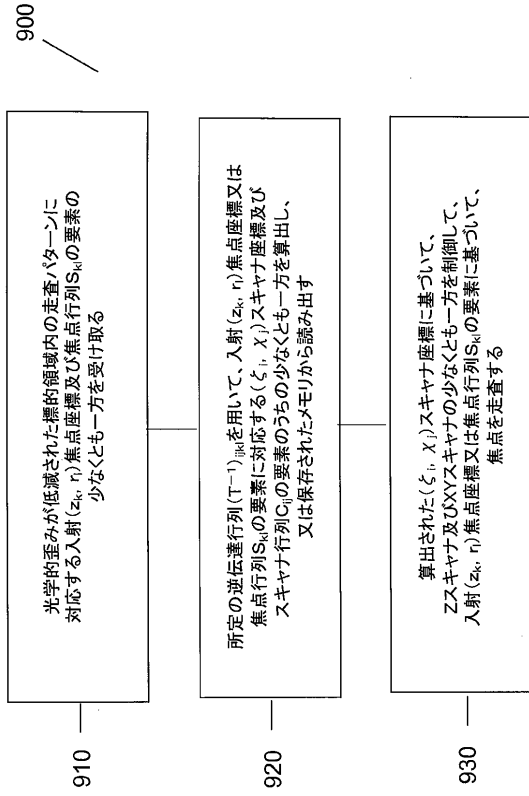 900
910
光学的歪みが低減された標的領域内の走査パターンに
対応する入射(zk, rl)焦点座標及び焦点行列Sklの要素の
少なくとも一方を受け取る
920
所定の逆伝達行列(T⁻¹)ijklを用いて、入射(zk, rl)焦点座標又は
焦点行列Sklの要素に対応する(ξi, χj)スキャナ座標及び
スキャナ行列Cijの要素のうちの少なくとも一方を算出し、
又は保存されたメモリから読み出す
930
算出された(ξi, χj)スキャナ座標に基づいて、
Zスキャナ及びXYスキャナの少なくとも一方を制御して、
入射(zk, rl)焦点座標又は焦点行列Sklの要素に基づいて、
焦点を走査する